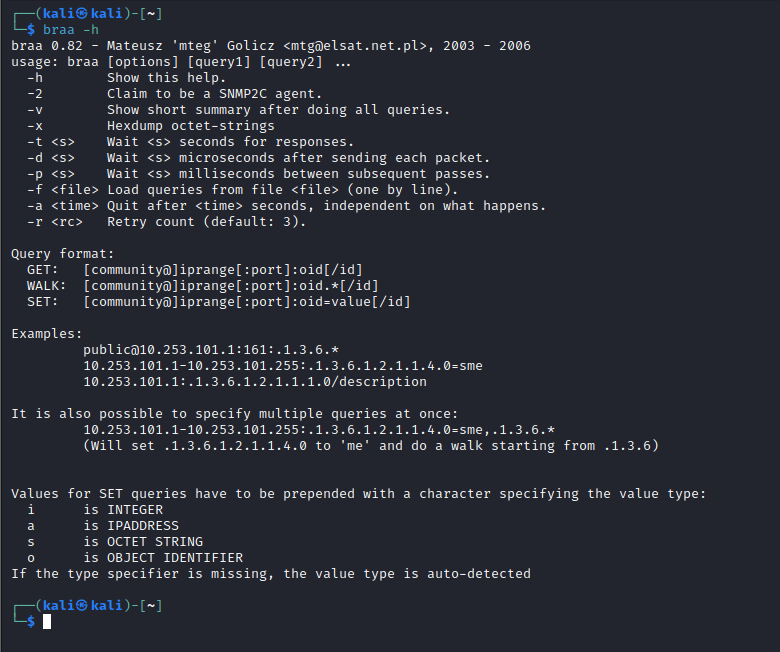 ┌──(kali㉿kali)-[~]
└─$ braa -h
braa 0.82 - Mateusz 'mteg' Golicz <mtg@elsat.net.pl>, 2003 - 2006
usage: braa [options] [query1] [query2] ...
  -h        Show this help.
  -2        Claim to be a SNMP2C agent.
  -v        Show short summary after doing all queries.
  -x        Hexdump octet-strings
  -t <s>    Wait <s> seconds for responses.
  -d <s>    Wait <s> microseconds after sending each packet.
  -p <s>    Wait <s> milliseconds between subsequent passes.
  -f <file> Load queries from file <file> (one by line).
  -a <time> Quit after <time> seconds, independent on what happens.
  -r <rc>   Retry count (default: 3).

Query format:
  GET:   [community@]iprange[:port]:oid[/id]
  WALK:  [community@]iprange[:port]:oid.*[/id]
  SET:   [community@]iprange[:port]:oid=value[/id]

Examples:
         public@10.253.101.1:161:.1.3.6.*
         10.253.101.1-10.253.101.255:.1.3.6.1.2.1.1.4.0=sme
         10.253.101.1:.1.3.6.1.2.1.1.1.0/description

It is also possible to specify multiple queries at once:
         10.253.101.1-10.253.101.255:.1.3.6.1.2.1.1.4.0=sme,.1.3.6.*
         (Will set .1.3.6.1.2.1.1.4.0 to 'me' and do a walk starting from .1.3.6)


Values for SET queries have to be prepended with a character specifying the value type:
  i      is INTEGER
  a      is IPADDRESS
  s      is OCTET STRING
  o      is OBJECT IDENTIFIER
If the type specifier is missing, the value type is auto-detected

┌──(kali㉿kali)-[~]
└─$